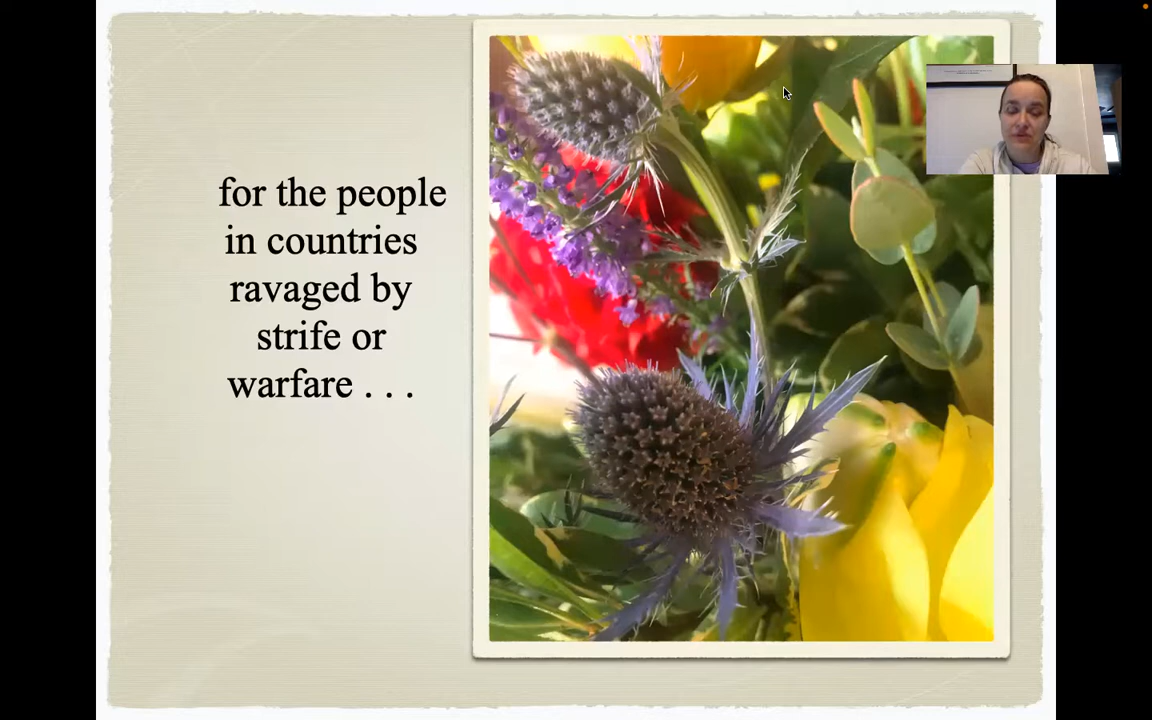 for the people
in countries
ravaged by
strife or
warfare . . .